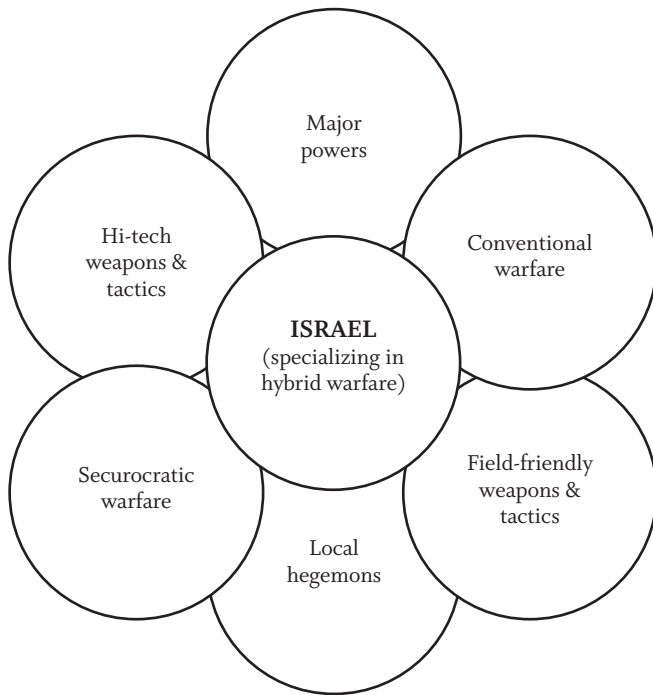 Major
powers
Hi-tech
weapons &
tactics
Conventional
warfare
ISRAEL
(specializing in
hybrid warfare)
Securocratic
warfare
Field-friendly
weapons &
tactics
Local
hegemons